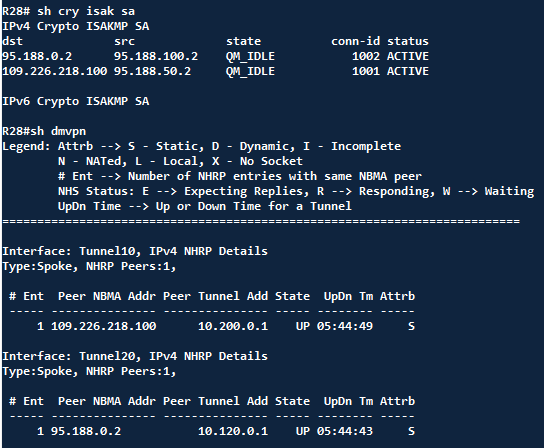 R28# sh cry isak sa
IPv4 Crypto ISAKMP SA
dst             src             state          conn-id status
95.188.0.2      95.188.100.2    QM_IDLE           1002 ACTIVE
109.226.218.100 95.188.50.2     QM_IDLE           1001 ACTIVE

IPv6 Crypto ISAKMP SA

R28#sh dmvpn
Legend: Attrb --> S - Static, D - Dynamic, I - Incomplete
        N - NATed, L - Local, X - No Socket
        # Ent --> Number of NHRP entries with same NBMA peer
        NHS Status: E --> Expecting Replies, R --> Responding, W --> Waiting
        UpDn Time --> Up or Down Time for a Tunnel
==========================================================================

Interface: Tunnel10, IPv4 NHRP Details
Type:Spoke, NHRP Peers:1,

 # Ent  Peer NBMA Addr Peer Tunnel Add State  UpDn Tm Attrb
 ----- --------------- --------------- ----- -------- -----
     1 109.226.218.100      10.200.0.1    UP 05:44:49     S

Interface: Tunnel20, IPv4 NHRP Details
Type:Spoke, NHRP Peers:1,

 # Ent  Peer NBMA Addr Peer Tunnel Add State  UpDn Tm Attrb
 ----- --------------- --------------- ----- -------- -----
     1 95.188.0.2           10.120.0.1    UP 05:44:43     S